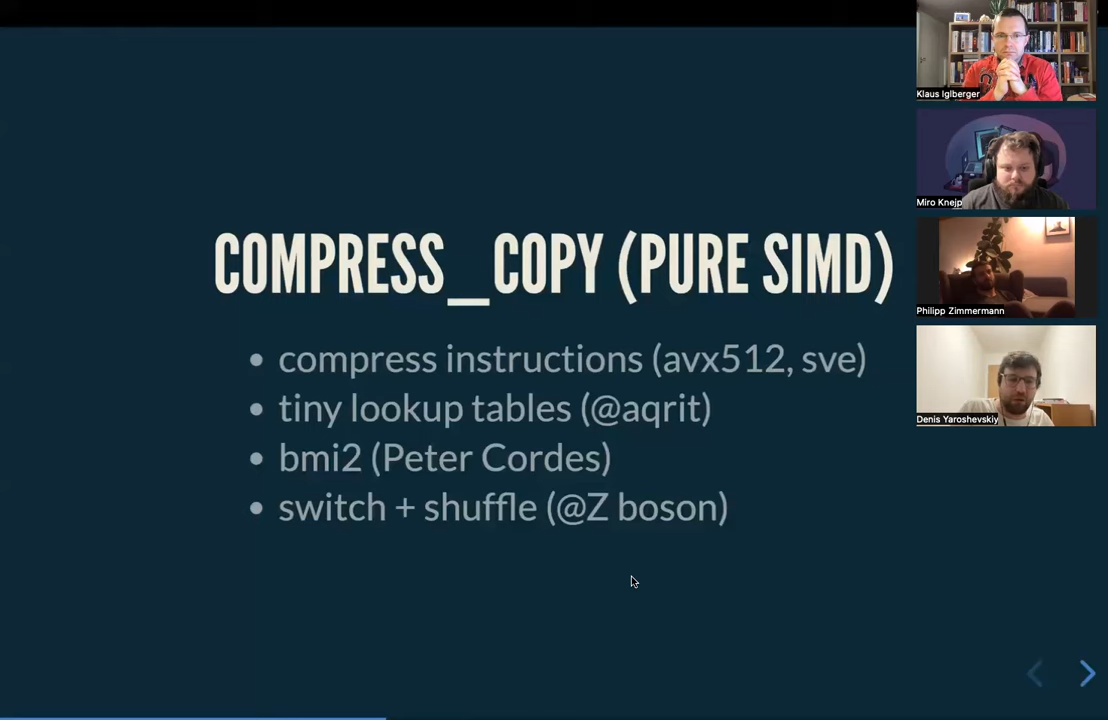 COMPRESS_COPY (PURE SIMD)
• compress instructions (avx512, sve)
• tiny lookup tables (@aqrit)
• bmi2 (Peter Cordes)
• switch + shuffle (@Z boson)
Klaus Iglberger
Miro Knejp
Philipp Zimmermann
Denis Yaroshevskiy